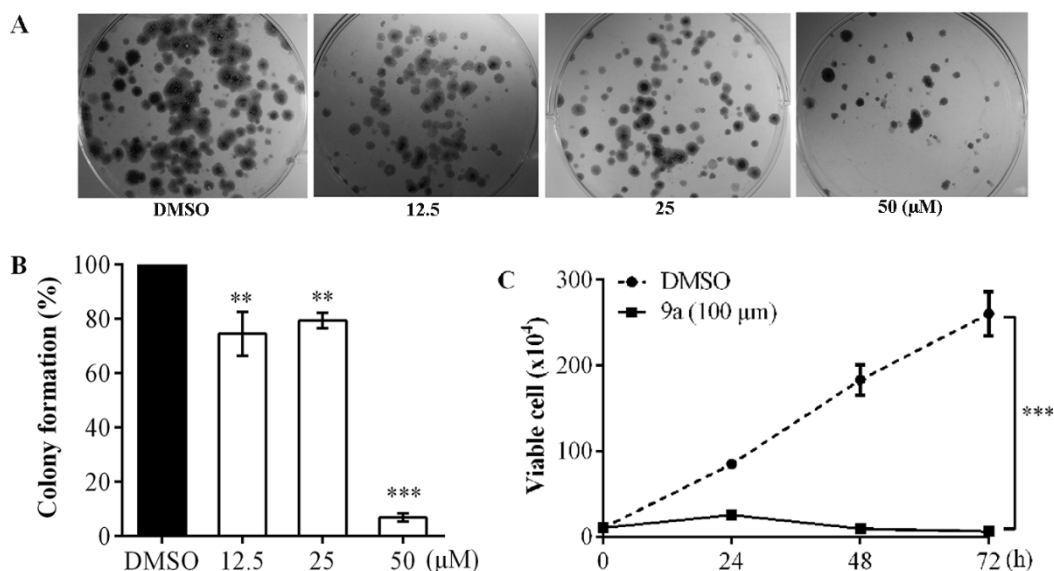 A
DMSO 12.5 25 50 (μM)
B
Colony formation (%)
100
80
60
40
20
0
** ** ***
DMSO 12.5 25 50 (μM)
C
Viable cell (x10⁴)
300
200
100
0
DMSO
9a (100 μm)
***
0 24 48 72 (h)